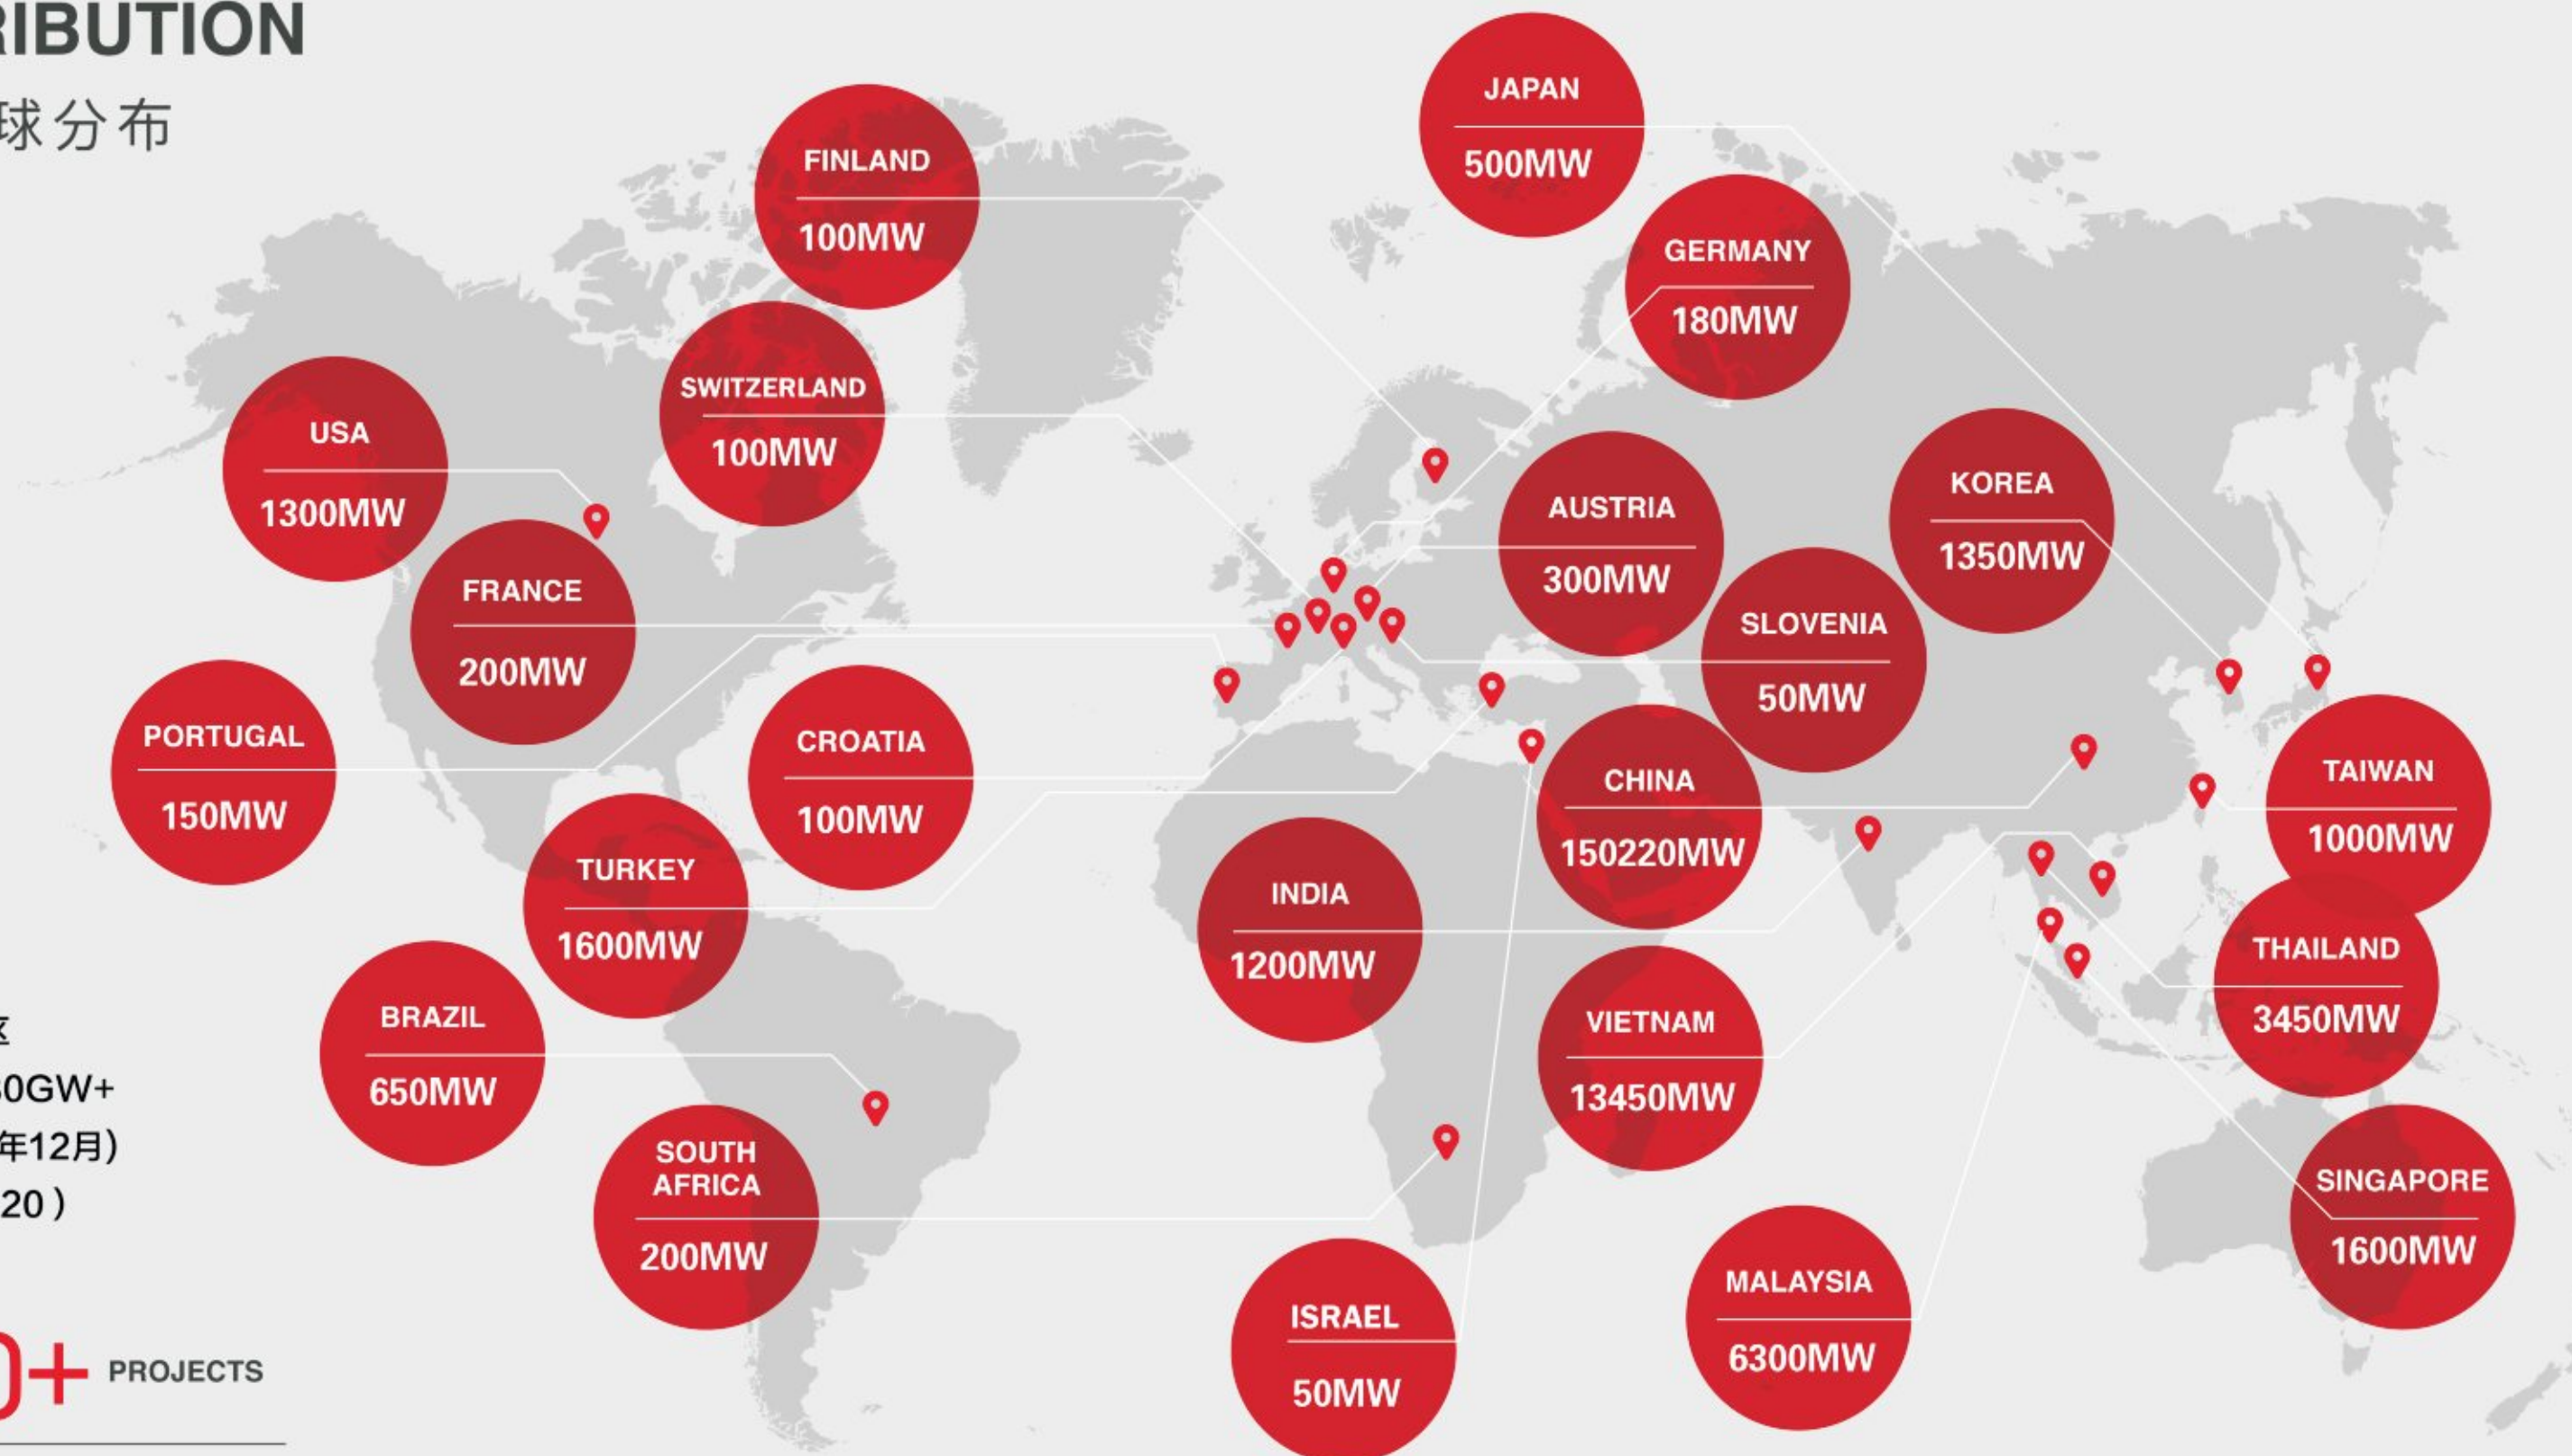 RIBUTION
球分布
JAPAN
500MW
FINLAND
100MW
GERMANY
180MW
SWITZERLAND
100MW
USA
1300MW
KOREA
1350MW
AUSTRIA
300MW
FRANCE
200MW
SLOVENIA
50MW
PORTUGAL
150MW
CROATIA
100MW
CHINA
150220MW
TAIWAN
1000MW
TURKEY
1600MW
INDIA
1200MW
THAILAND
3450MW
BRAZIL
650MW
VIETNAM
13450MW
SOUTH
AFRICA
200MW
SINGAPORE
1600MW
MALAYSIA
6300MW
ISRAEL
50MW
区
0GW+
年12月)
20 )
+ PROJECTS